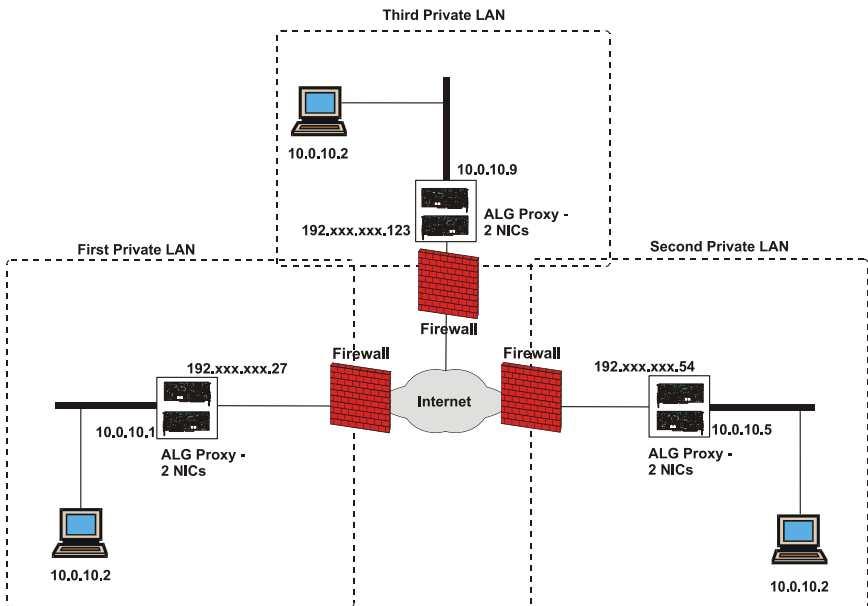 Third Private LAN
10.0.10.2
10.0.10.9
192.xxx.xxx.123
ALG Proxy -
2 NICs
Firewall
First Private LAN
192.xxx.xxx.27
10.0.10.1
ALG Proxy -
2 NICs
10.0.10.2
Firewall
Internet
Second Private LAN
Firewall
192.xxx.xxx.54
10.0.10.5
ALG Proxy -
2 NICs
10.0.10.2